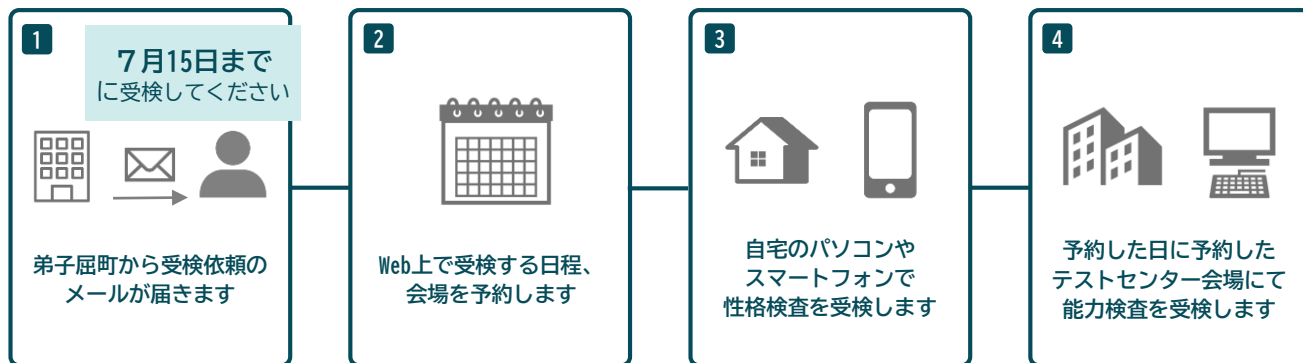 1
７月15日まで
に受検してください
弟子屈町から受検依頼の
メールが届きます
2
Web上で受検する日程、
会場を予約します
3
自宅のパソコンや
スマートフォンで
性格検査を受検します
4
予約した日に予約した
テストセンター会場にて
能力検査を受検します